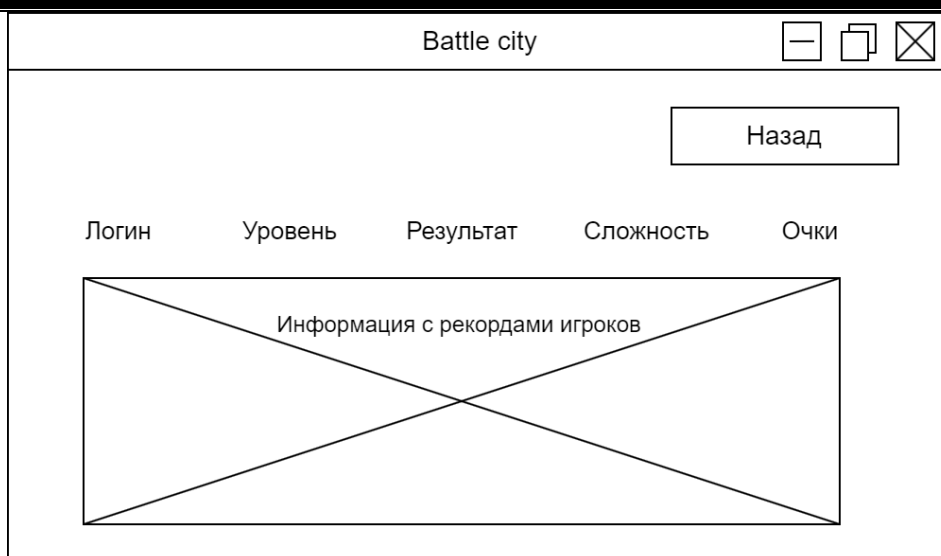 Battle city
Назад
Логин Уровень Результат Сложность Очки
Информация с рекордами игроков